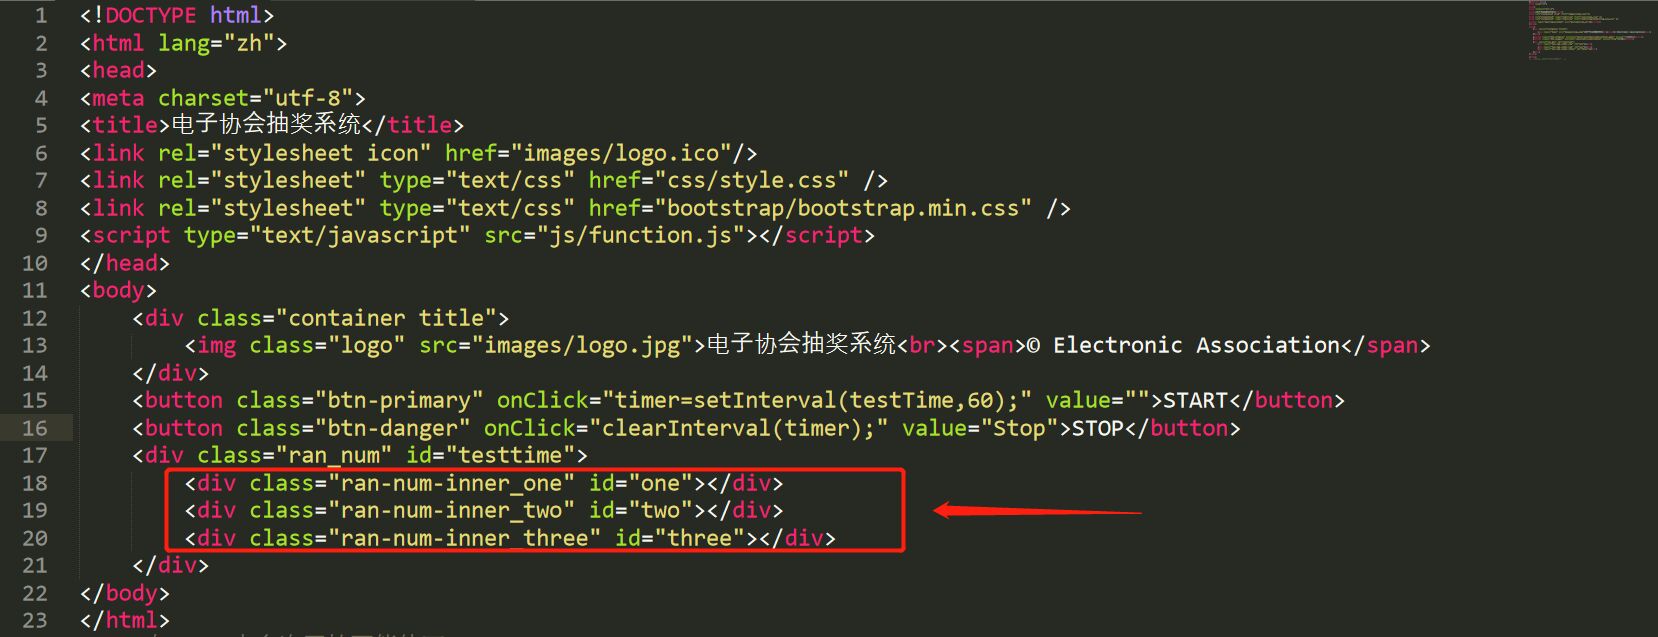 1 <!DOCTYPE html>
2 <html lang="zh">
3 <head>
4 <meta charset="utf-8">
5 <title>电子协会抽奖系统</title>
6 <link rel="stylesheet icon" href="images/logo.ico"/>
7 <link rel="stylesheet" type="text/css" href="css/style.css" />
8 <link rel="stylesheet" type="text/css" href="bootstrap/bootstrap.min.css" />
9 <script type="text/javascript" src="js/function.js"></script>
10 </head>
11 <body>
12 <div class="container title">
13 <img class="logo" src="images/logo.jpg">电子协会抽奖系统<br><span>© Electronic Association</span>
14 </div>
15 <button class="btn-primary" onClick="timer=setInterval(testTime,60);" value="">START</button>
16 <button class="btn-danger" onClick="clearInterval(timer);" value="Stop">STOP</button>
17 <div class="ran_num" id="testtime">
18 <div class="ran-num-inner_one" id="one"></div>
19 <div class="ran-num-inner_two" id="two"></div>
20 <div class="ran-num-inner_three" id="three"></div>
21 </div>
22 </body>
23 </html>